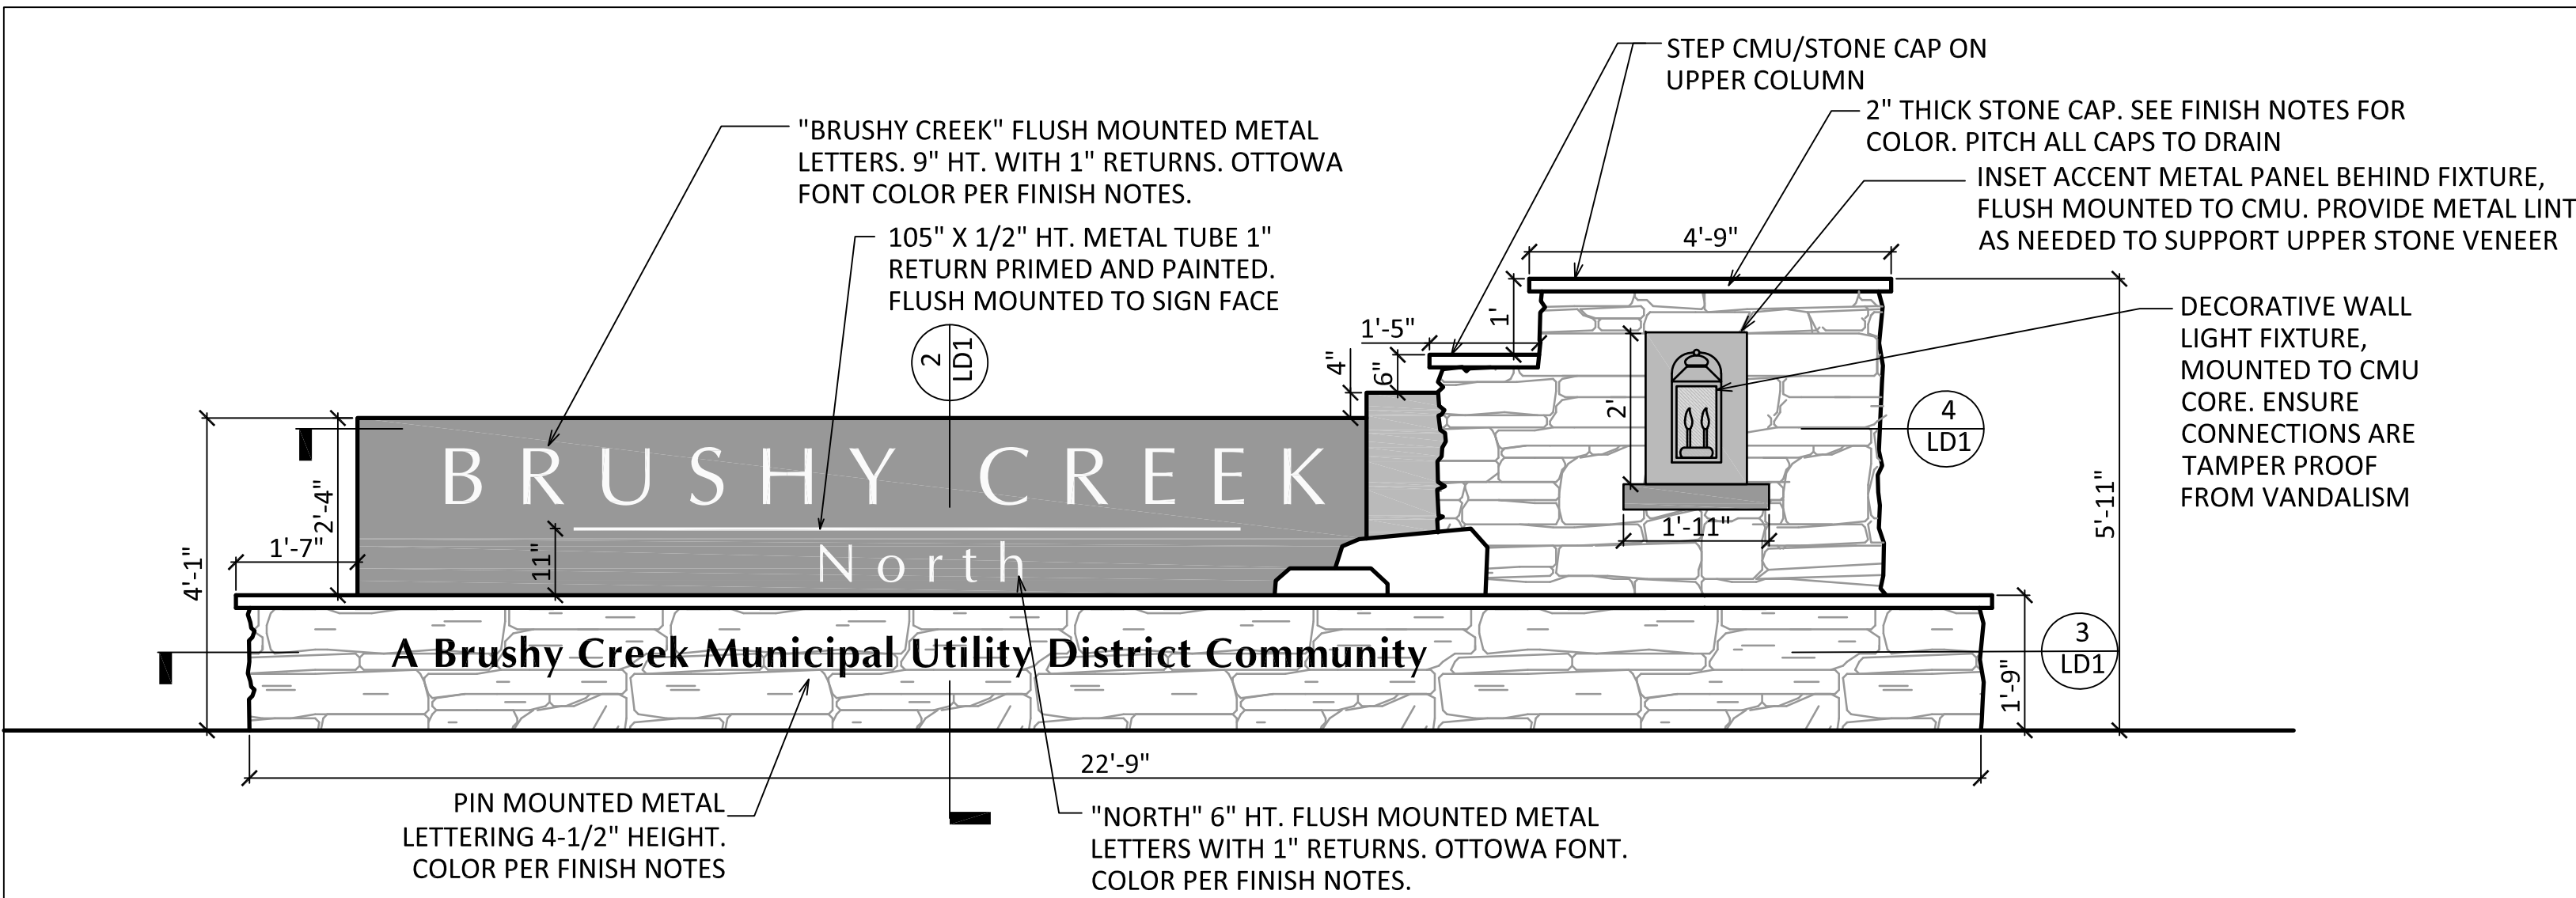 STEP CMU/STONE CAP ON
UPPER COLUMN
2" THICK STONE CAP. SEE FINISH NOTES FOR
COLOR. PITCH ALL CAPS TO DRAIN
INSET ACCENT METAL PANEL BEHIND FIXTURE,
FLUSH MOUNTED TO CMU. PROVIDE METAL LINT
AS NEEDED TO SUPPORT UPPER STONE VENEER
"BRUSHY CREEK" FLUSH MOUNTED METAL
LETTERS. 9" HT. WITH 1" RETURNS. OTTOWA
FONT COLOR PER FINISH NOTES.
105" X 1/2" HT. METAL TUBE 1"
RETURN PRIMED AND PAINTED.
FLUSH MOUNTED TO SIGN FACE
DECORATIVE WALL
LIGHT FIXTURE,
MOUNTED TO CMU
CORE. ENSURE
CONNECTIONS ARE
TAMPER PROOF
FROM VANDALISM
4'-9"
1'
1'-5"
4"
6"
2'
1'-11"
2
LD1
4
LD1
3
LD1
5'-11"
1'-9"
4'-1"
2'-4"
1'-7"
11"
BRUSHY CREEK
North
A Brushy Creek Municipal Utility District Community
22'-9"
PIN MOUNTED METAL
LETTERING 4-1/2" HEIGHT.
COLOR PER FINISH NOTES
"NORTH" 6" HT. FLUSH MOUNTED METAL
LETTERS WITH 1" RETURNS. OTTOWA FONT.
COLOR PER FINISH NOTES.